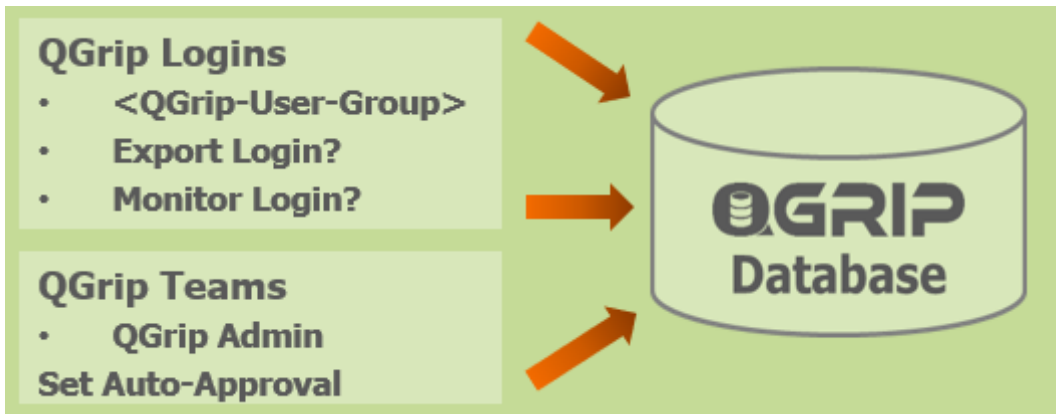 QGrip Logins
• <QGrip-User-Group>
• Export Login?
• Monitor Login?
QGrip Teams
• QGrip Admin
Set Auto-Approval
QGRIP
Database